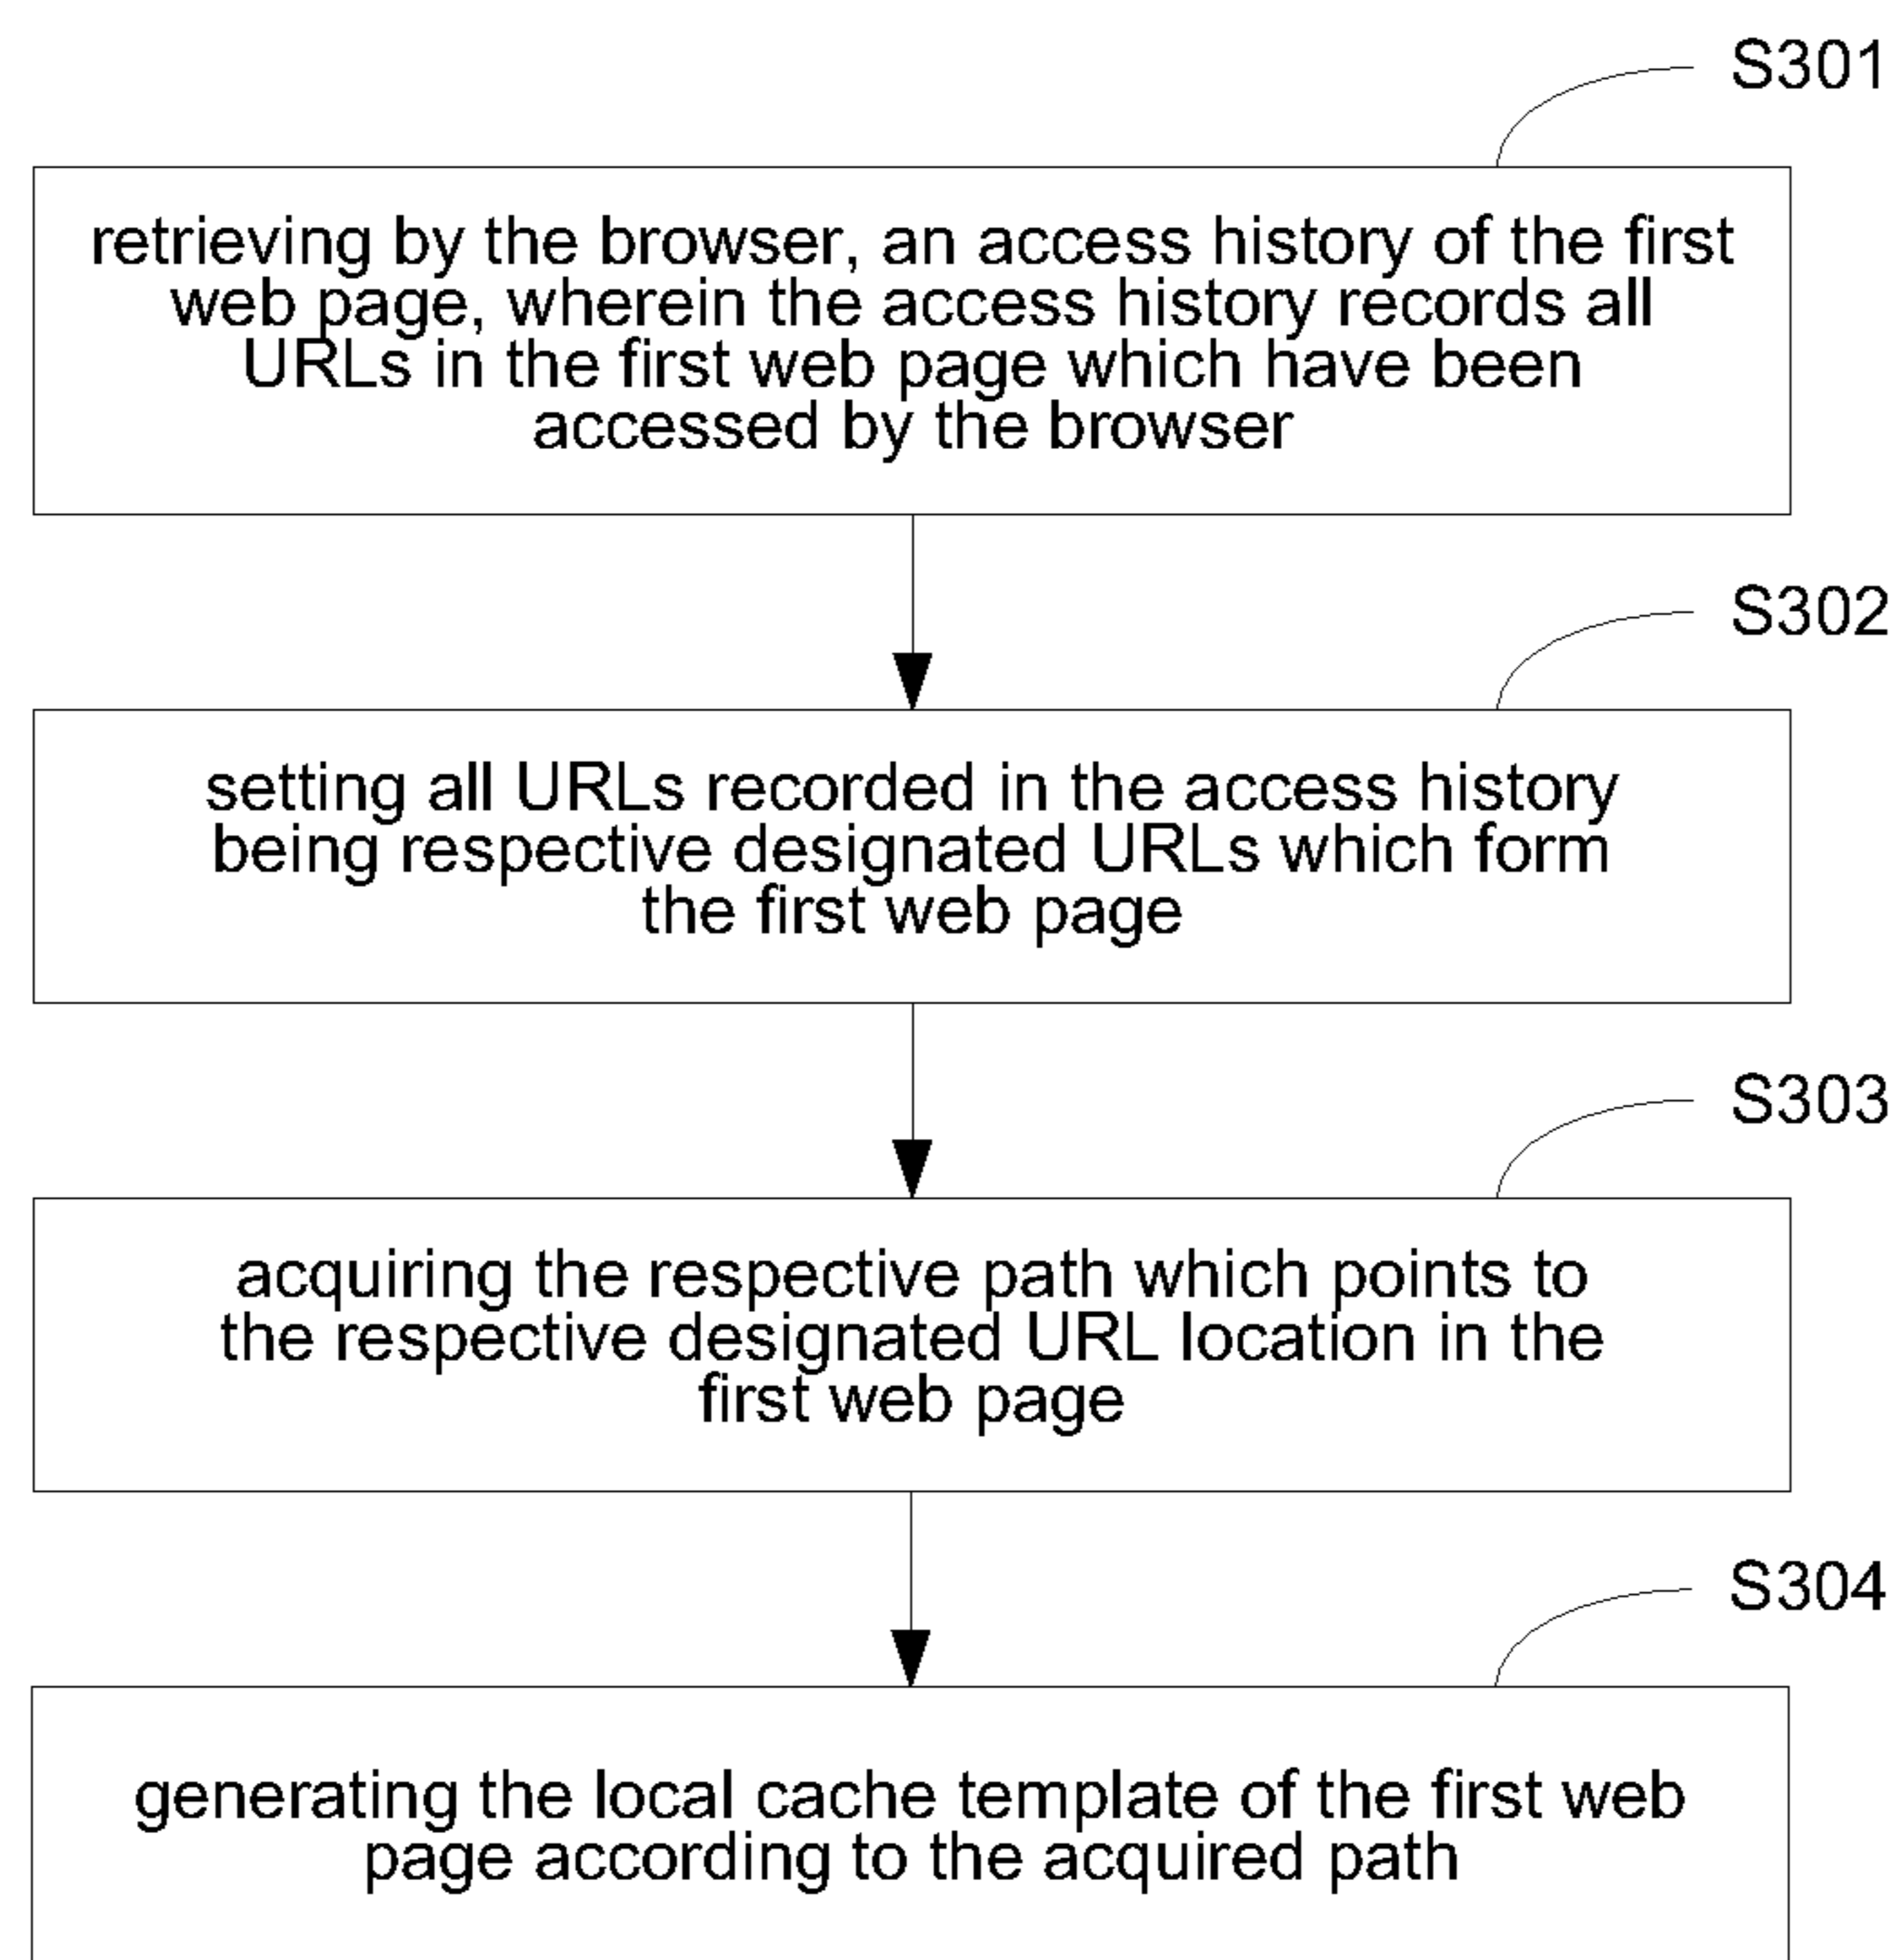 S301
retrieving by the browser, an access history of the first
web page, wherein the access history records all
URLs in the first web page which have been
accessed by the browser
S302
setting all URLs recorded in the access history
being respective designated URLs which form
the first web page
S303
acquiring the respective path which points to
the respective designated URL location in the
first web page
S304
generating the local cache template of the first web
page according to the acquired path